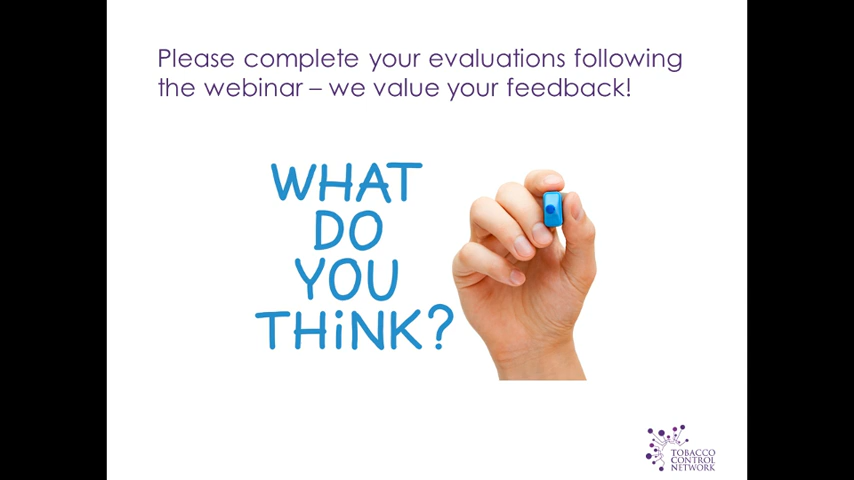 Please complete your evaluations following
the webinar – we value your feedback!
WHAT
DO
YOU
THiNK?
TOBACCO
CONTROL
NETWORK